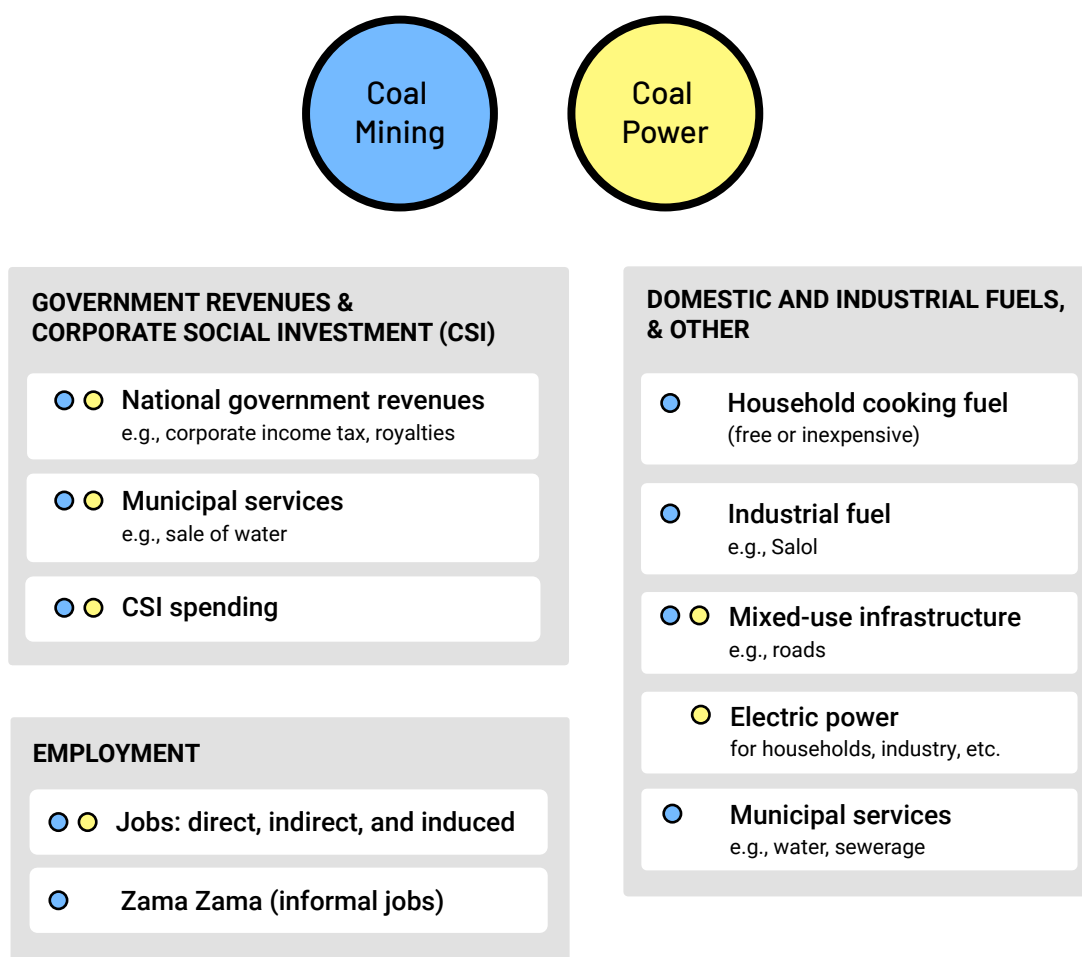 Coal
Mining
Coal
Power
GOVERNMENT REVENUES &
CORPORATE SOCIAL INVESTMENT (CSI)
National government revenues
e.g., corporate income tax, royalties
Municipal services
e.g., sale of water
CSI spending
EMPLOYMENT
Jobs: direct, indirect, and induced
Zama Zama (informal jobs)
DOMESTIC AND INDUSTRIAL FUELS,
& OTHER
Household cooking fuel
(free or inexpensive)
Industrial fuel
e.g., Salol
Mixed-use infrastructure
e.g., roads
Electric power
for households, industry, etc.
Municipal services
e.g., water, sewerage